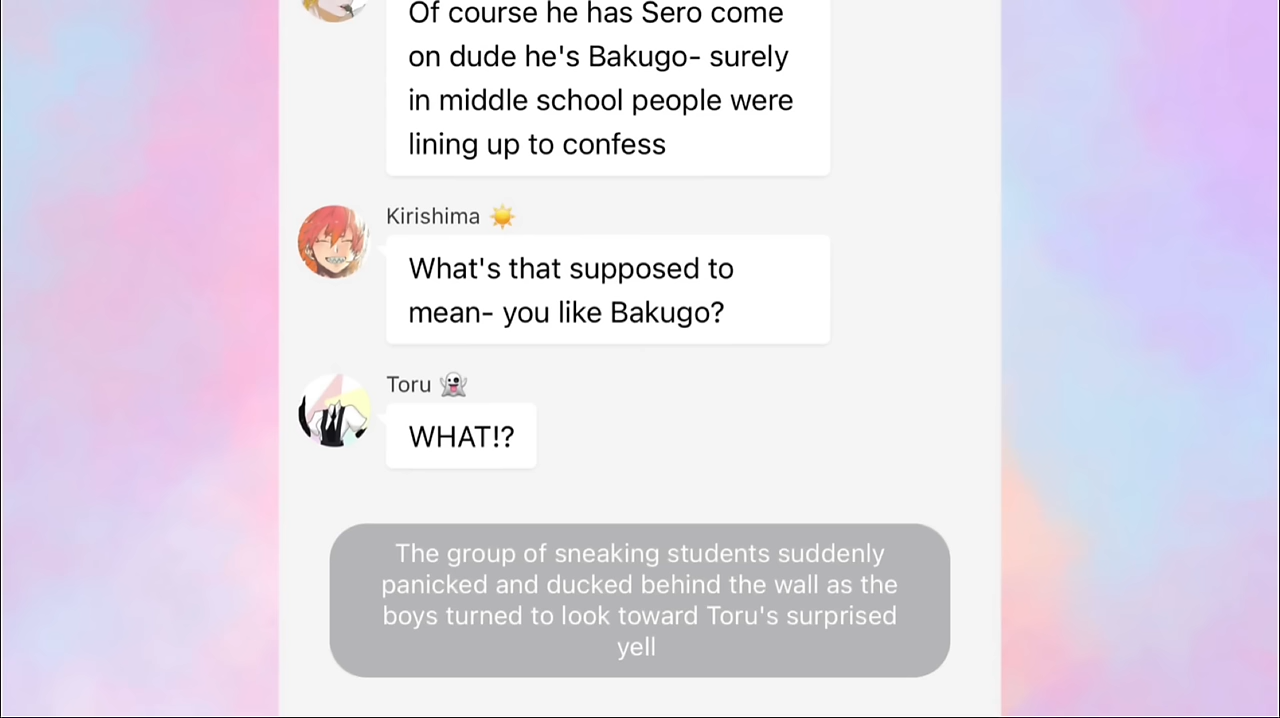 Of course he has Sero come
on dude he's Bakugo- surely
in middle school people were
lining up to confess
Kirishima ☀️
What's that supposed to
mean- you like Bakugo?
Toru 👻
WHAT!?
The group of sneaking students suddenly
panicked and ducked behind the wall as the
boys turned to look toward Toru's surprised
yell